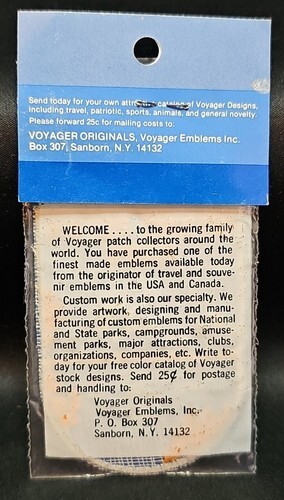 Send today for your own attractive catalog of Voyager Designs,
including travel, patriotic, sports, animals, and general novelty.
Please forward 25c for mailing costs to:
VOYAGER ORIGINALS, Voyager Emblems Inc.
Box 307, Sanborn, N.Y. 14132
WELCOME . . . . to the growing family
of Voyager patch collectors around the
world. You have purchased one of the
finest made emblems available today
from the originator of travel and souve-
nir emblems in the USA and Canada.
Custom work is also our specialty. We
provide artwork, designing and manu-
facturing of custom emblems for National
and State parks, campgrounds, amuse-
ment parks, major attractions, clubs,
organizations, companies, etc. Write to-
day for your free color catalog of Voyager
stock designs. Send 25¢ for postage
and handling to:
Voyager Originals
Voyager Emblems, Inc.
P. O. Box 307
Sanborn, N.Y. 14132